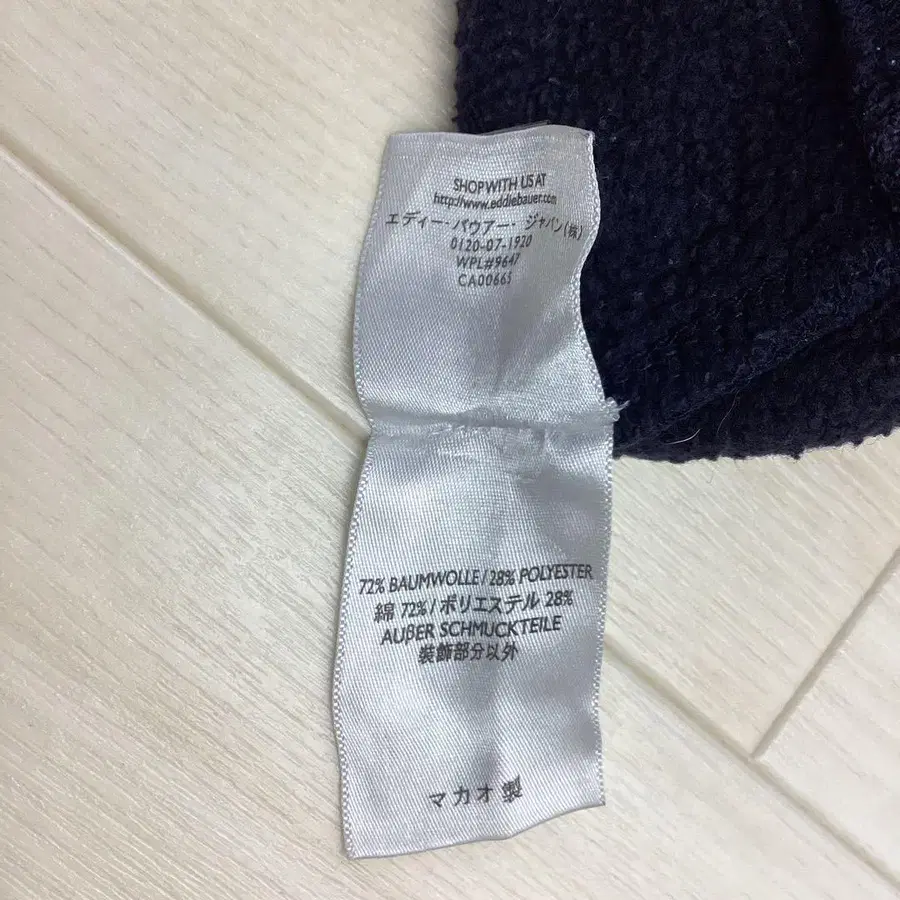 SHOP WITH US AT
http://www.eddiebauer.com
エディー・バウアー・ジャパン(株)
0120-07-1920
WPL#9647
CA00665
72% BAUMWOLLE / 28% POLYESTER
綿 72% / ポリエステル 28%
AUβER SCHMUCKTEILE
装飾部分以外
マカオ製